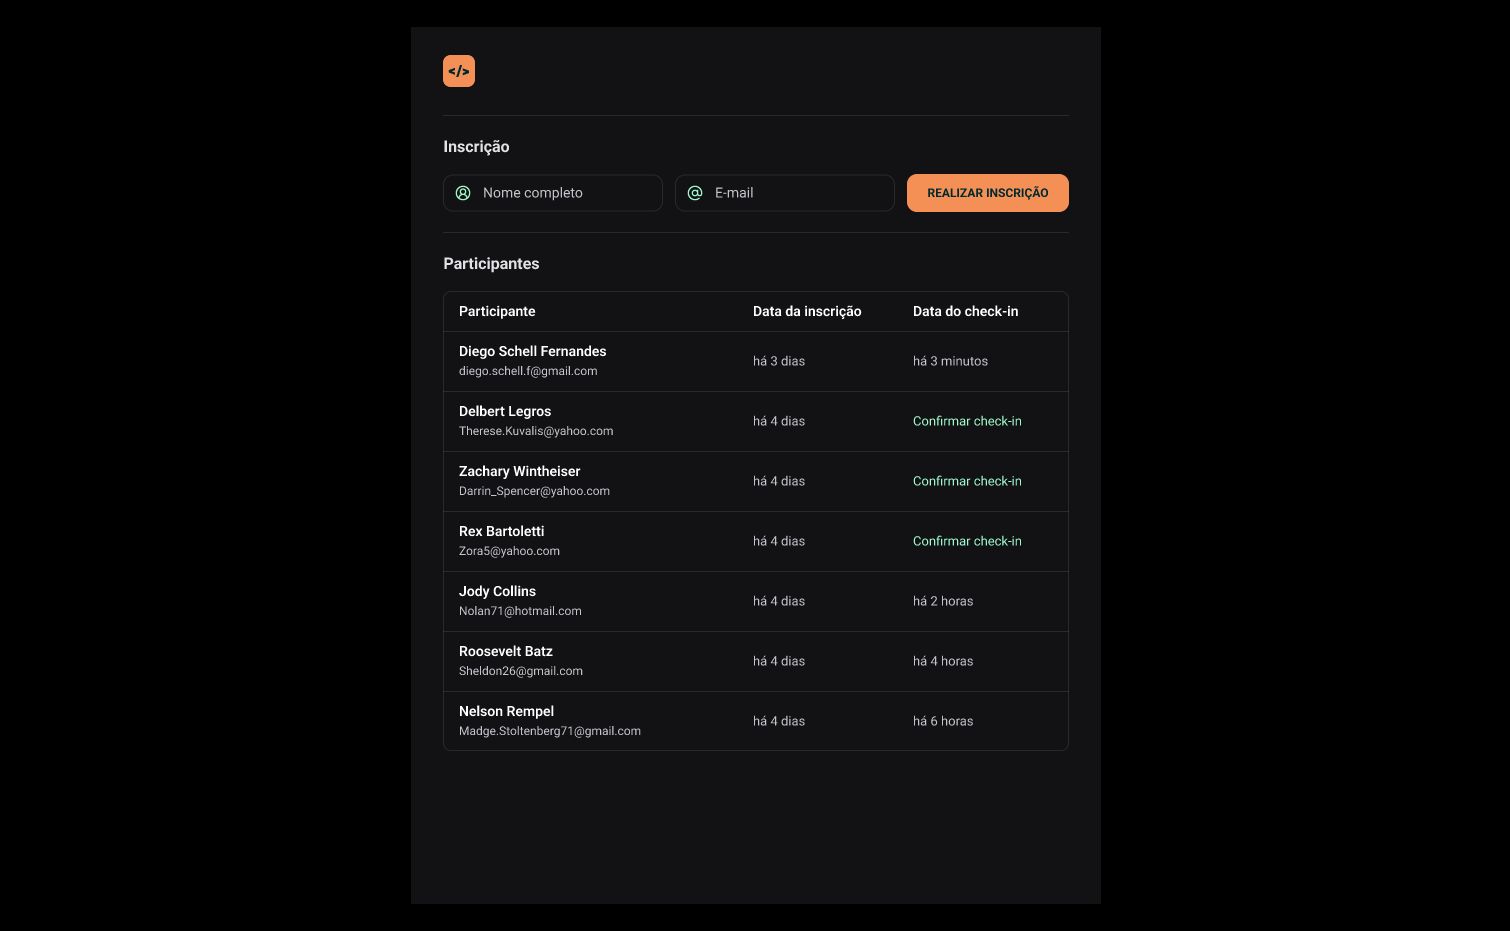 </>
Inscrição
Nome completo
E-mail
REALIZAR INSCRIÇÃO
Participantes
Participante Data da inscrição Data do check-in
Diego Schell Fernandes
diego.schell.f@gmail.com
há 3 dias há 3 minutos
Delbert Legros
Therese.Kuvalis@yahoo.com
há 4 dias Confirmar check-in
Zachary Wintheiser
Darrin_Spencer@yahoo.com
há 4 dias Confirmar check-in
Rex Bartoletti
Zora5@yahoo.com
há 4 dias Confirmar check-in
Jody Collins
Nolan71@hotmail.com
há 4 dias há 2 horas
Roosevelt Batz
Sheldon26@gmail.com
há 4 dias há 4 horas
Nelson Rempel
Madge.Stoltenberg71@gmail.com
há 4 dias há 6 horas